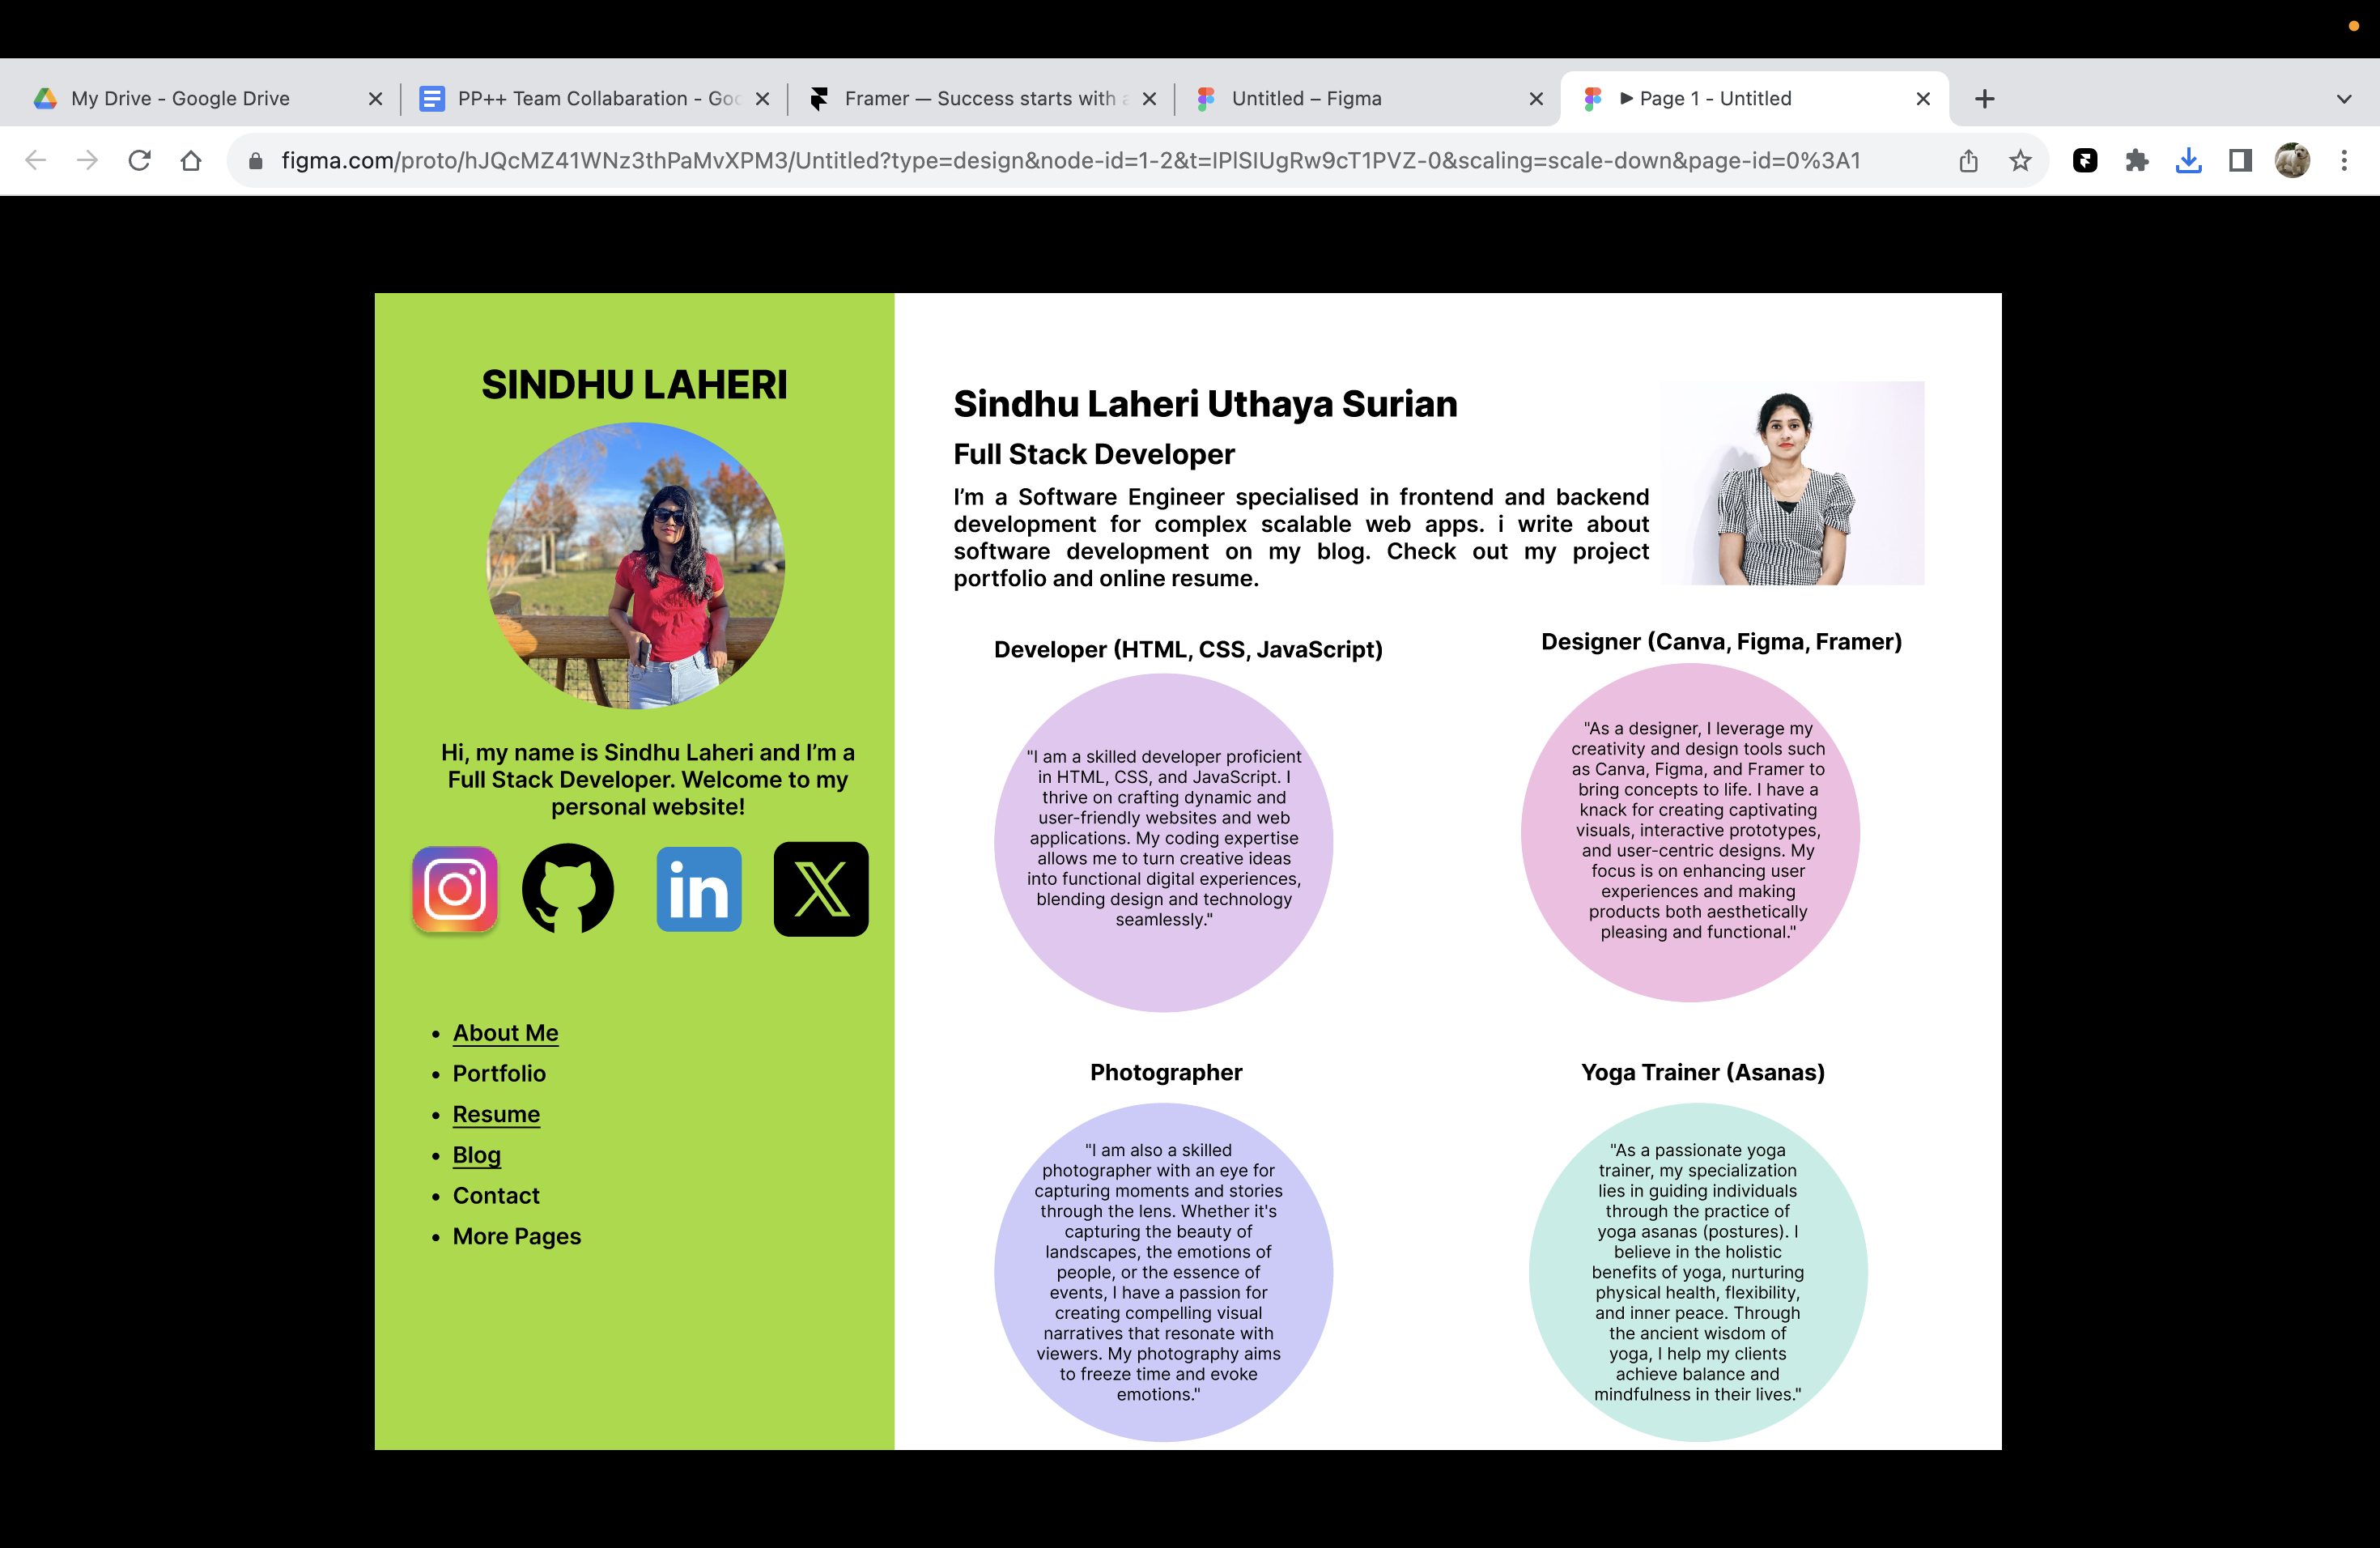 My Drive - Google Drive
PP++ Team Collabaration - Goo
Framer — Success starts with a
Untitled – Figma
Page 1 - Untitled
figma.com/proto/hJQcMZ41WNz3thPaMvXPM3/Untitled?type=design&node-id=1-2&t=IPlSIUgRw9cT1PVZ-0&scaling=scale-down&page-id=0%3A1
SINDHU LAHERI
Hi, my name is Sindhu Laheri and I’m a
Full Stack Developer. Welcome to my
personal website!
in
X
• About Me
• Portfolio
• Resume
• Blog
• Contact
• More Pages
Sindhu Laheri Uthaya Surian
Full Stack Developer
I’m a Software Engineer specialised in frontend and backend
development for complex scalable web apps. i write about
software development on my blog. Check out my project
portfolio and online resume.
Developer (HTML, CSS, JavaScript)
"I am a skilled developer proficient
in HTML, CSS, and JavaScript. I
thrive on crafting dynamic and
user-friendly websites and web
applications. My coding expertise
allows me to turn creative ideas
into functional digital experiences,
blending design and technology
seamlessly."
Designer (Canva, Figma, Framer)
"As a designer, I leverage my
creativity and design tools such
as Canva, Figma, and Framer to
bring concepts to life. I have a
knack for creating captivating
visuals, interactive prototypes,
and user-centric designs. My
focus is on enhancing user
experiences and making
products both aesthetically
pleasing and functional."
Photographer
"I am also a skilled
photographer with an eye for
capturing moments and stories
through the lens. Whether it's
capturing the beauty of
landscapes, the emotions of
people, or the essence of
events, I have a passion for
creating compelling visual
narratives that resonate with
viewers. My photography aims
to freeze time and evoke
emotions."
Yoga Trainer (Asanas)
"As a passionate yoga
trainer, my specialization
lies in guiding individuals
through the practice of
yoga asanas (postures). I
believe in the holistic
benefits of yoga, nurturing
physical health, flexibility,
and inner peace. Through
the ancient wisdom of
yoga, I help my clients
achieve balance and
mindfulness in their lives."